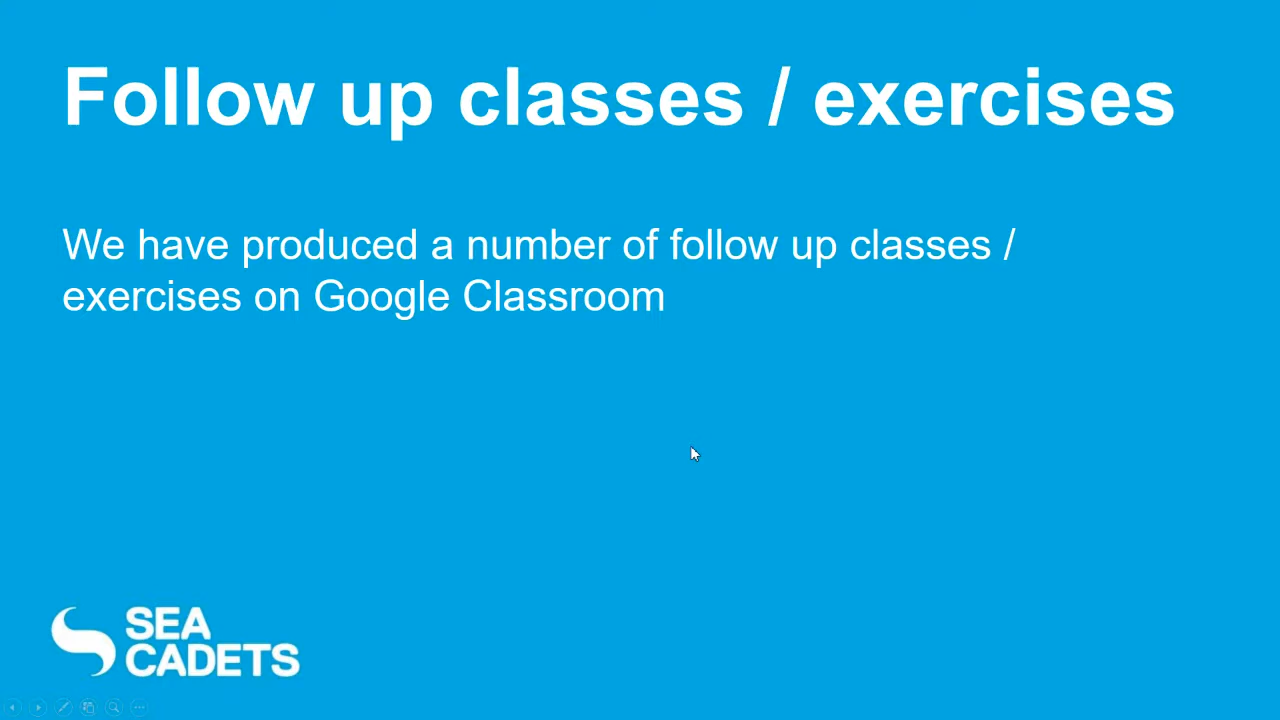 Follow up classes / exercises
We have produced a number of follow up classes /
exercises on Google Classroom
SEA
CADETS